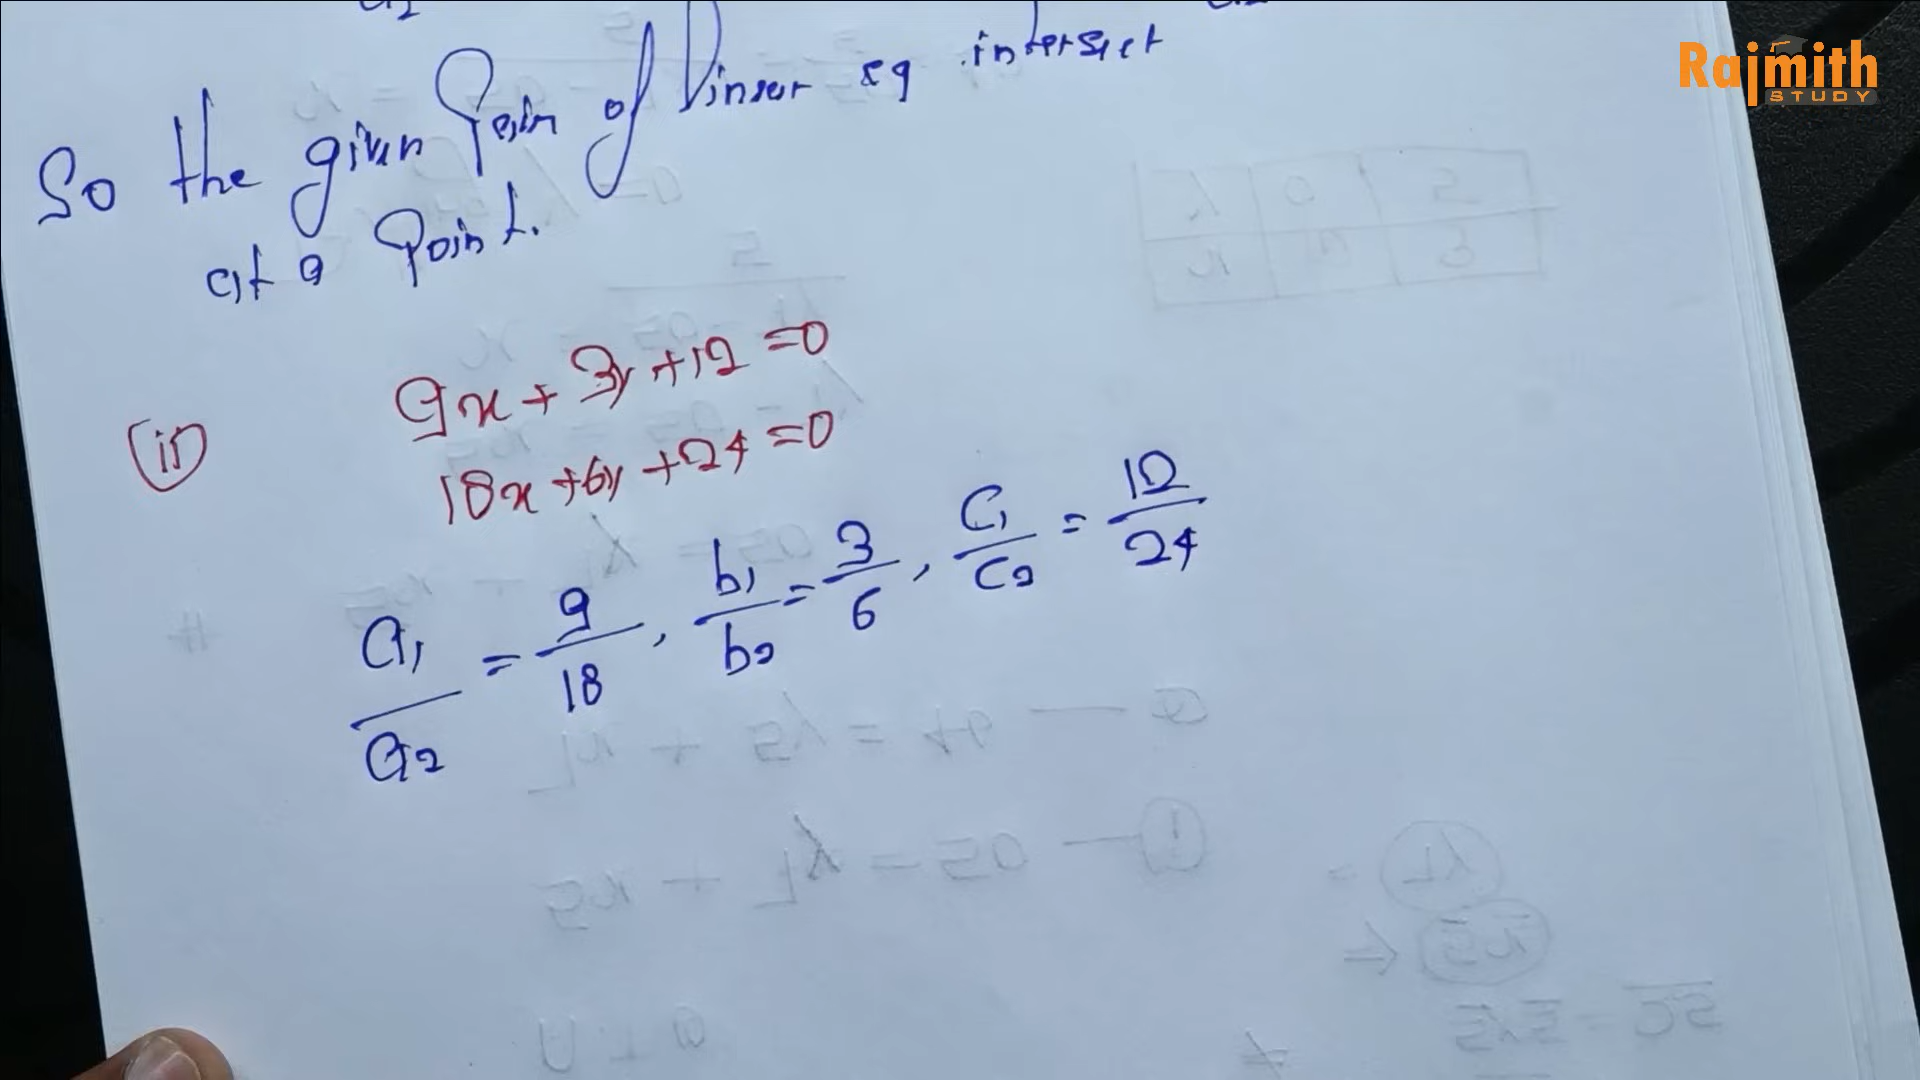 Rajmith
STUDY
So the given Pair of linear eq intersect
at a Point.
(ii)
9x + 3y + 12 = 0
18x + 6y + 24 = 0
a₁/a₂ = 9/18, b₁/b₂ = 3/6, c₁/c₂ = 12/24